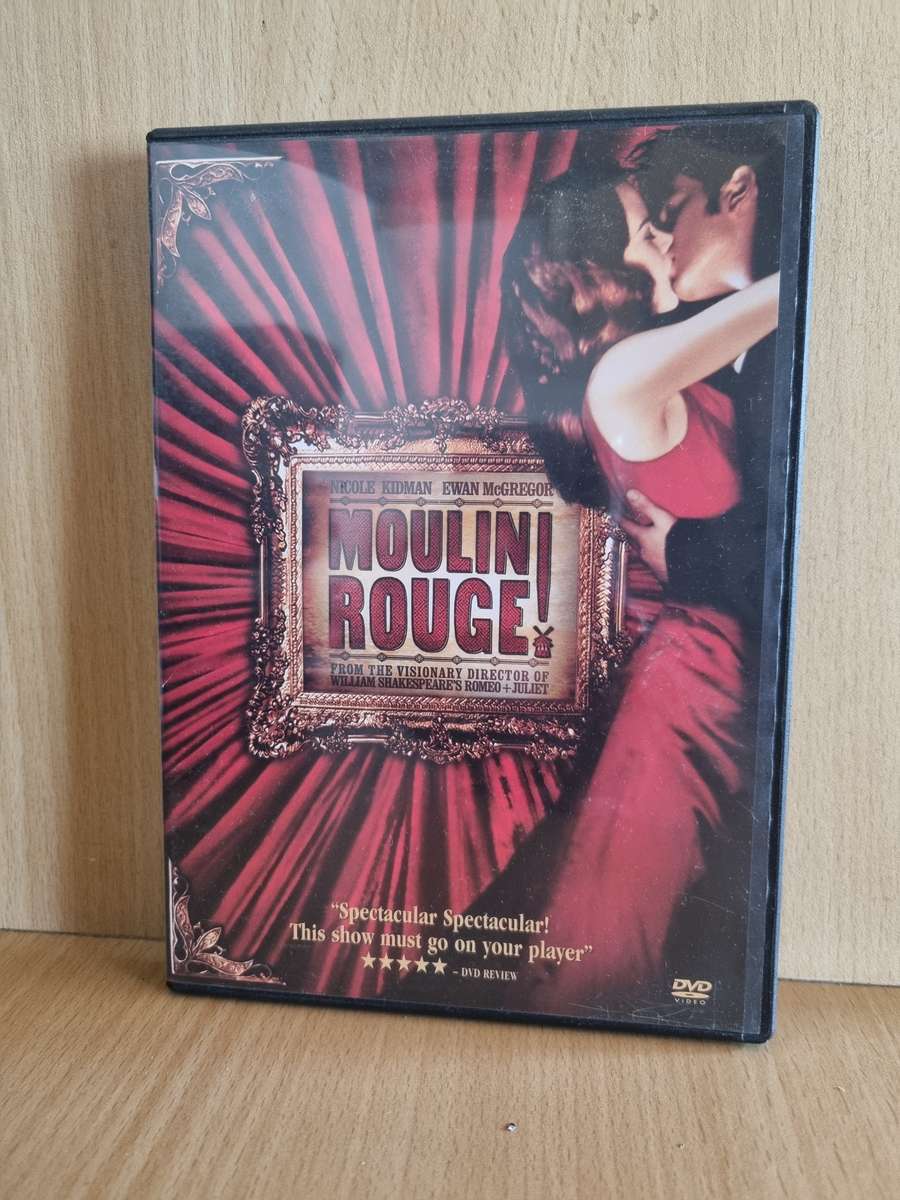 NICOLE KIDMAN EWAN McGREGOR
MOULIN
ROUGE!
FROM THE VISIONARY DIRECTOR OF
WILLIAM SHAKESPEARE'S ROMEO + JULIET
"Spectacular Spectacular!
This show must go on your player"
– DVD REVIEW
DVD
VIDEO